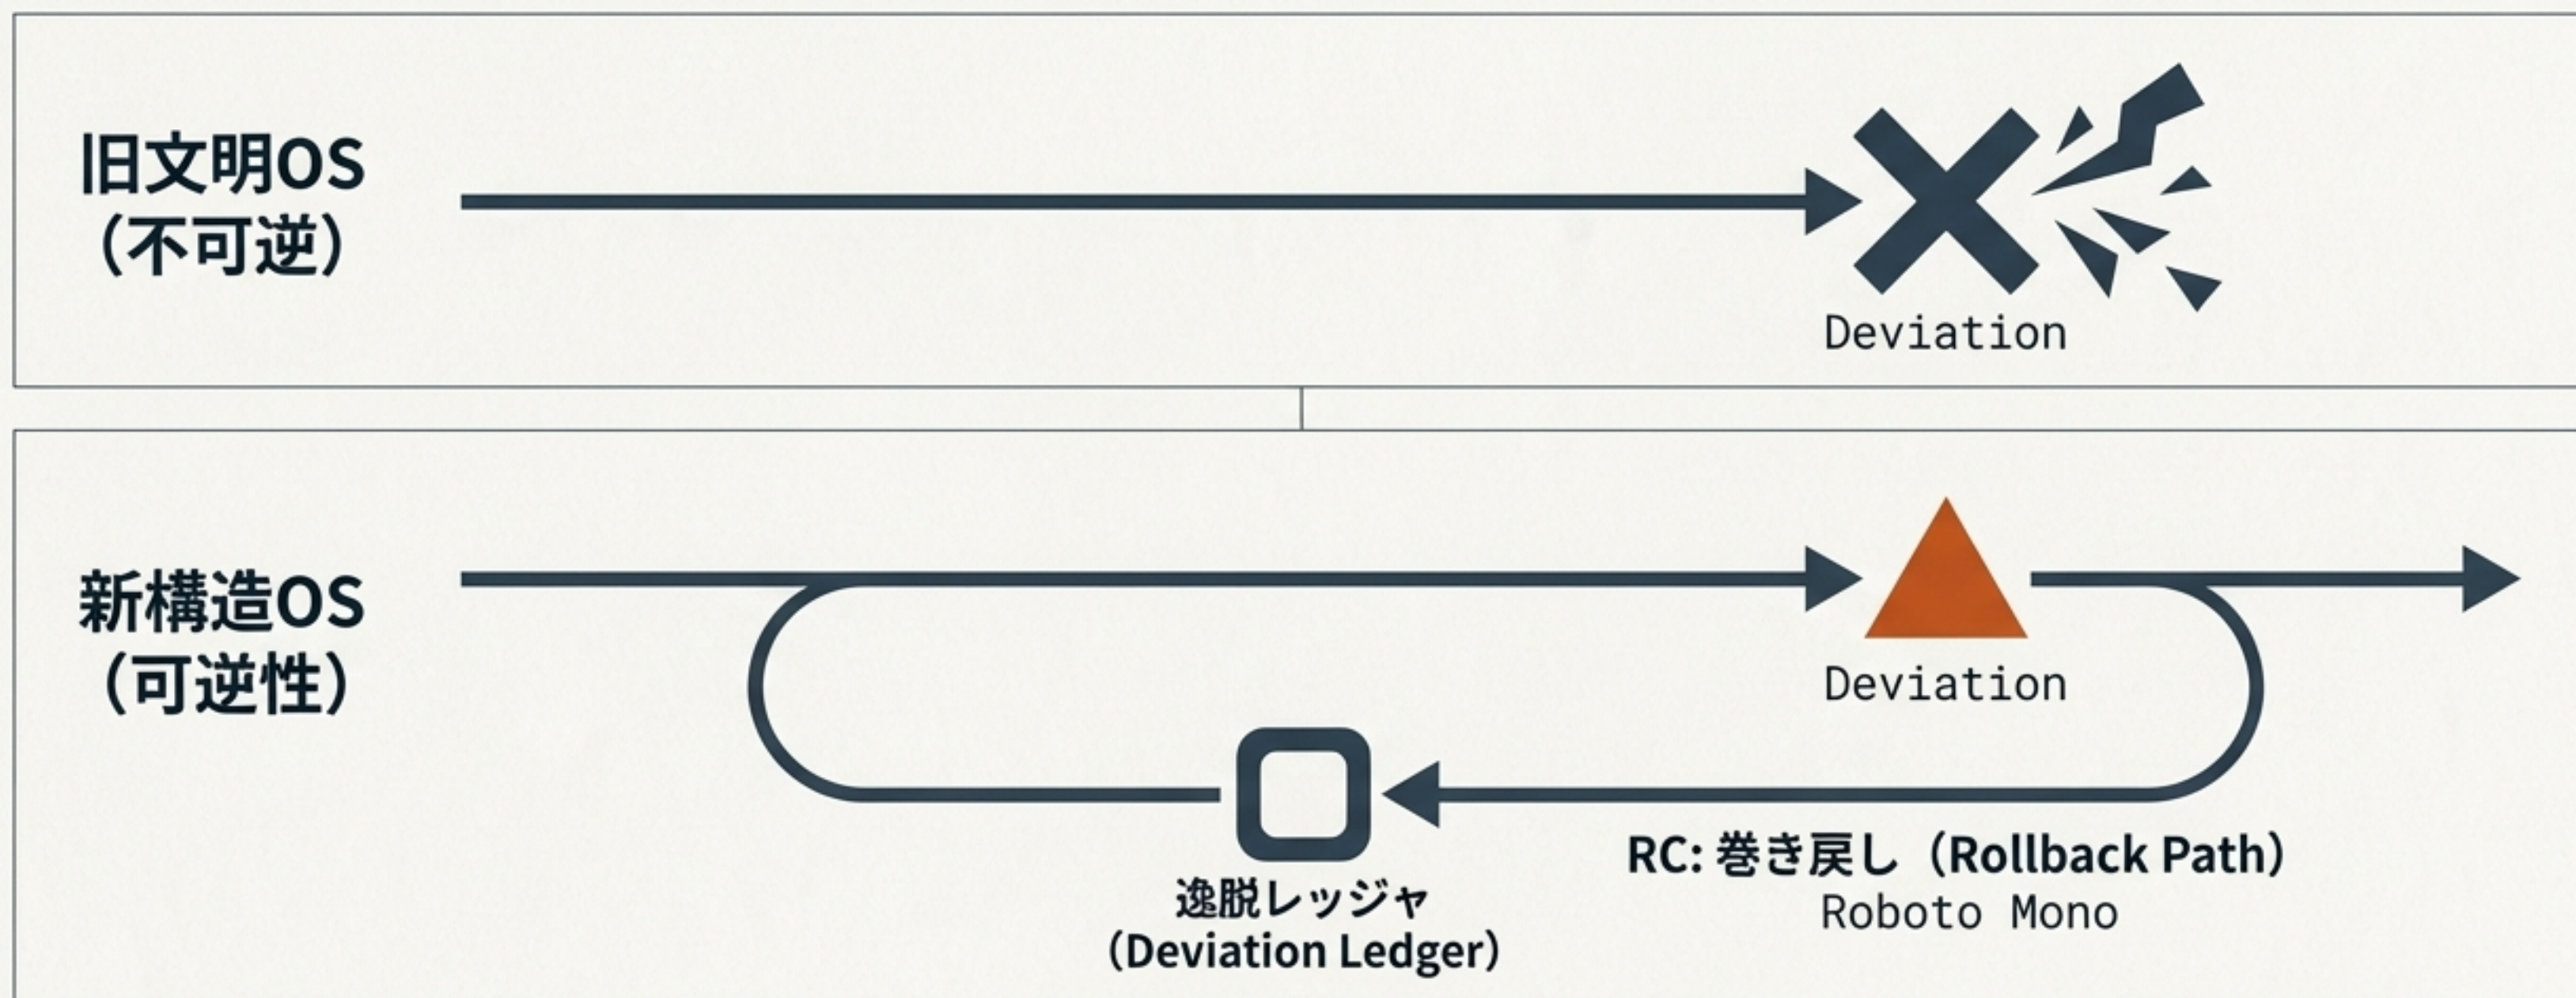 旧文明OS
（不可逆）
Deviation
新構造OS
（可逆性）
Deviation
RC: 巻き戻し（Rollback Path）
Roboto Mono
逸脱レッジャ
（Deviation Ledger）